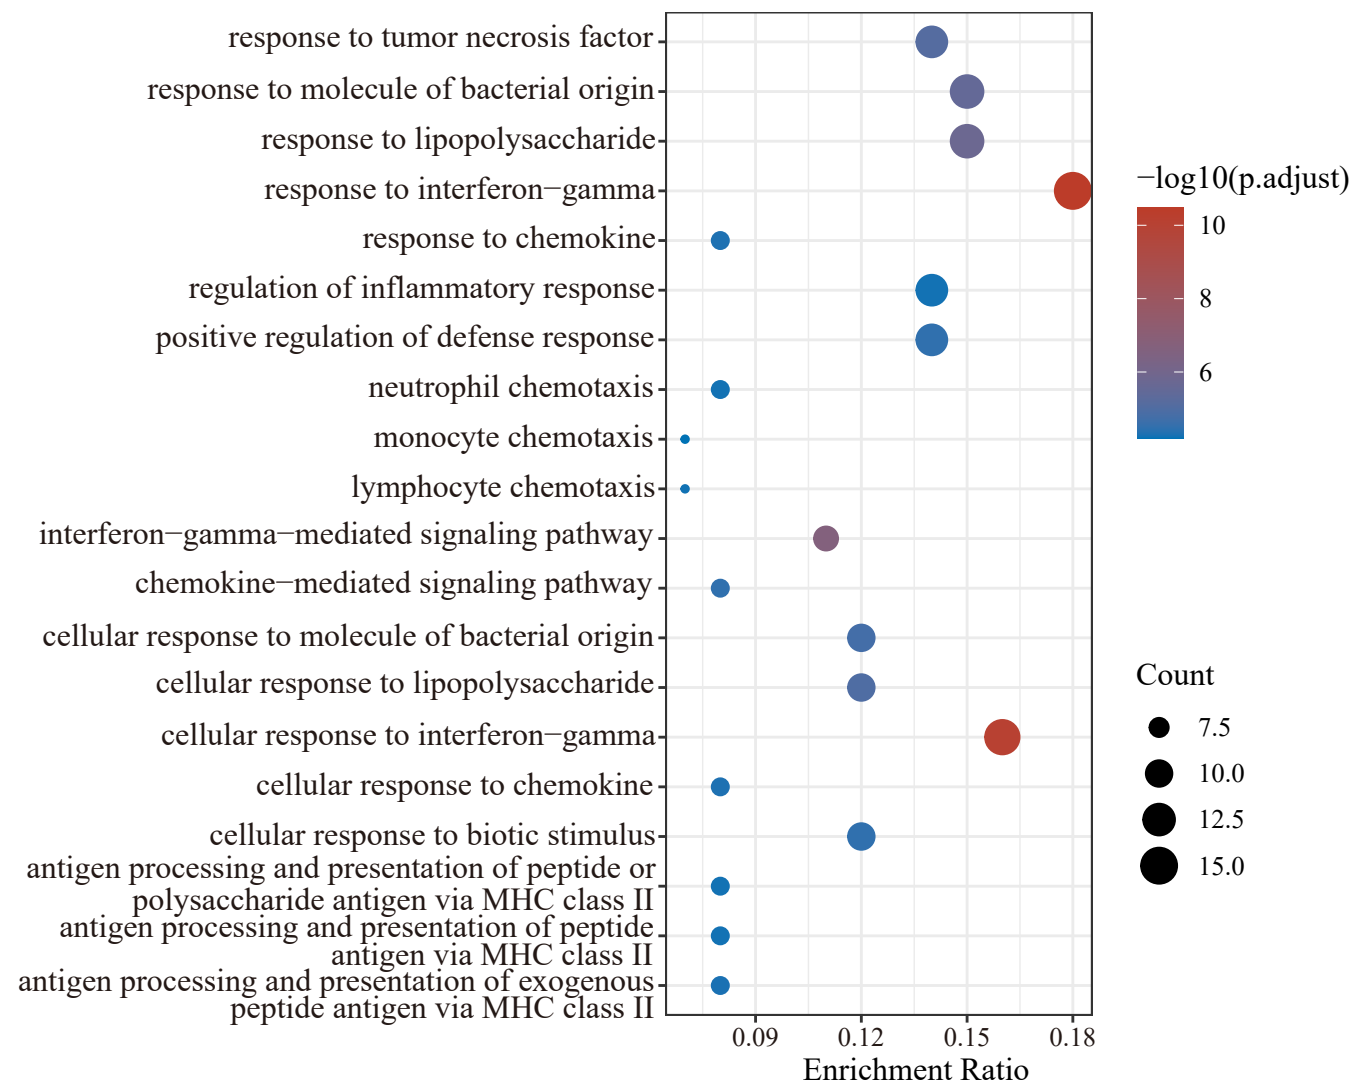 response to tumor necrosis factor
response to molecule of bacterial origin
response to lipopolysaccharide
response to interferon−gamma
response to chemokine
regulation of inflammatory response
positive regulation of defense response
neutrophil chemotaxis
monocyte chemotaxis
lymphocyte chemotaxis
interferon−gamma−mediated signaling pathway
chemokine−mediated signaling pathway
cellular response to molecule of bacterial origin
cellular response to lipopolysaccharide
cellular response to interferon−gamma
cellular response to chemokine
cellular response to biotic stimulus
antigen processing and presentation of peptide or
polysaccharide antigen via MHC class II
antigen processing and presentation of peptide
antigen via MHC class II
antigen processing and presentation of exogenous
peptide antigen via MHC class II
0.09 0.12 0.15 0.18
Enrichment Ratio
−log10(p.adjust)
10
8
6
Count
7.5
10.0
12.5
15.0